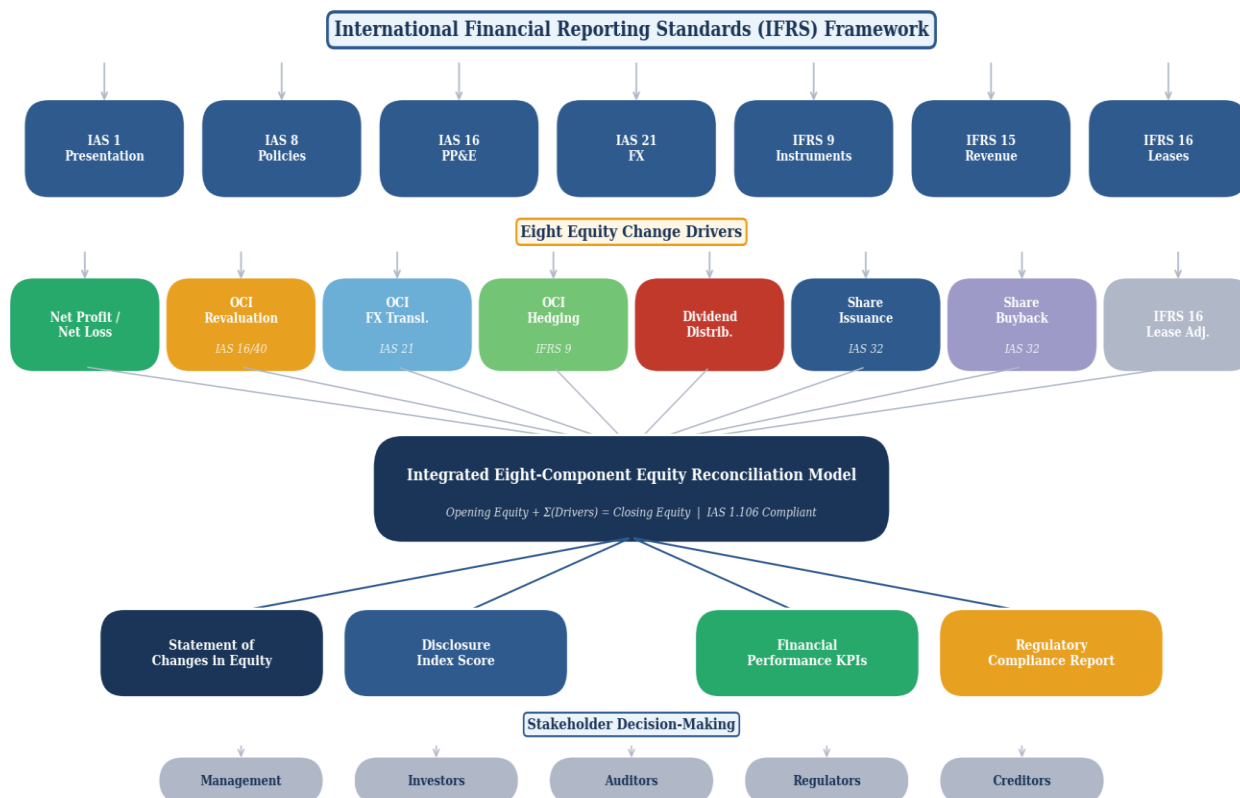 International Financial Reporting Standards (IFRS) Framework
IAS 1
Presentation
IAS 8
Policies
IAS 16
PP&E
IAS 21
FX
IFRS 9
Instruments
IFRS 15
Revenue
IFRS 16
Leases
Eight Equity Change Drivers
Net Profit /
Net Loss
OCI
Revaluation
IAS 16/40
OCI
FX Transl.
IAS 21
OCI
Hedging
IFRS 9
Dividend
Distrib.
Share
Issuance
IAS 32
Share
Buyback
IAS 32
IFRS 16
Lease Adj.
Integrated Eight-Component Equity Reconciliation Model
Opening Equity + Σ(Drivers) = Closing Equity | IAS 1.106 Compliant
Statement of
Changes in Equity
Disclosure
Index Score
Financial
Performance KPIs
Regulatory
Compliance Report
Stakeholder Decision-Making
Management
Investors
Auditors
Regulators
Creditors